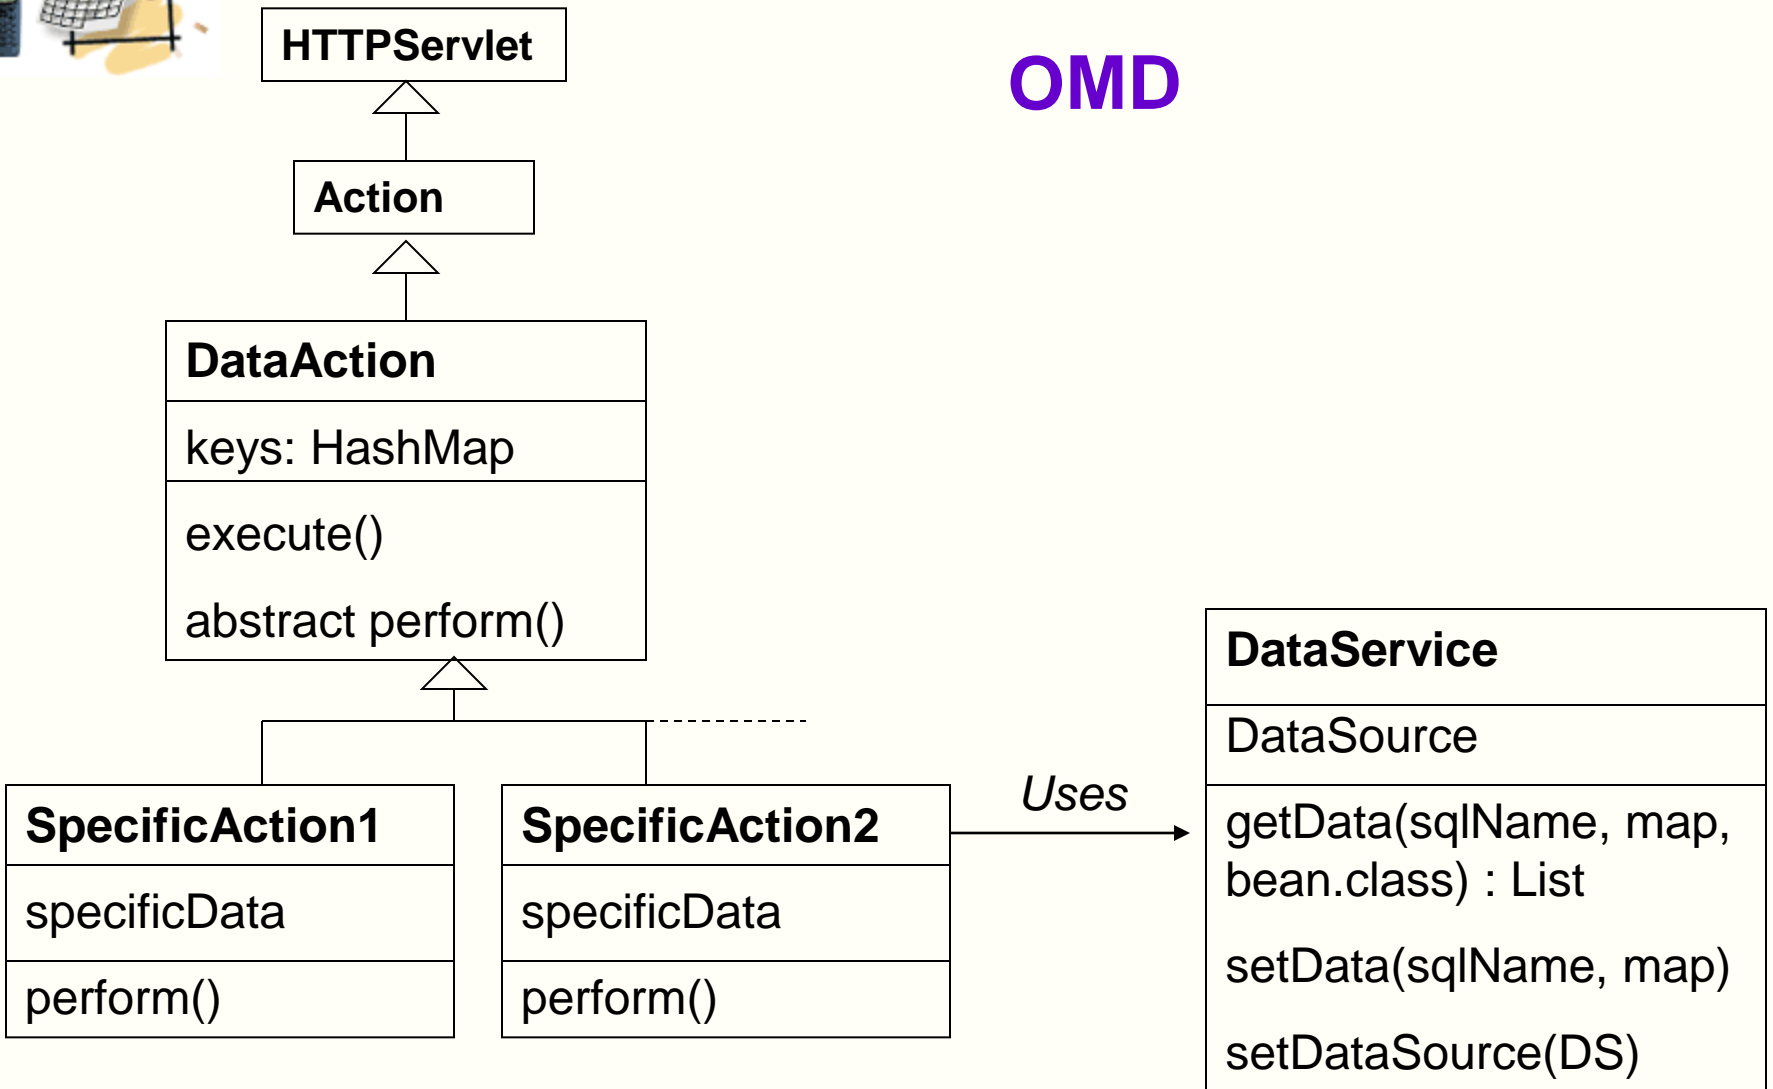 HTTPServlet
OMD
Action
DataAction
keys: HashMap
execute()
abstract perform()
SpecificAction1
specificData
perform()
SpecificAction2
specificData
perform()
Uses
DataService
DataSource
getData(sqlName, map,
bean.class) : List
setData(sqlName, map)
setDataSource(DS)